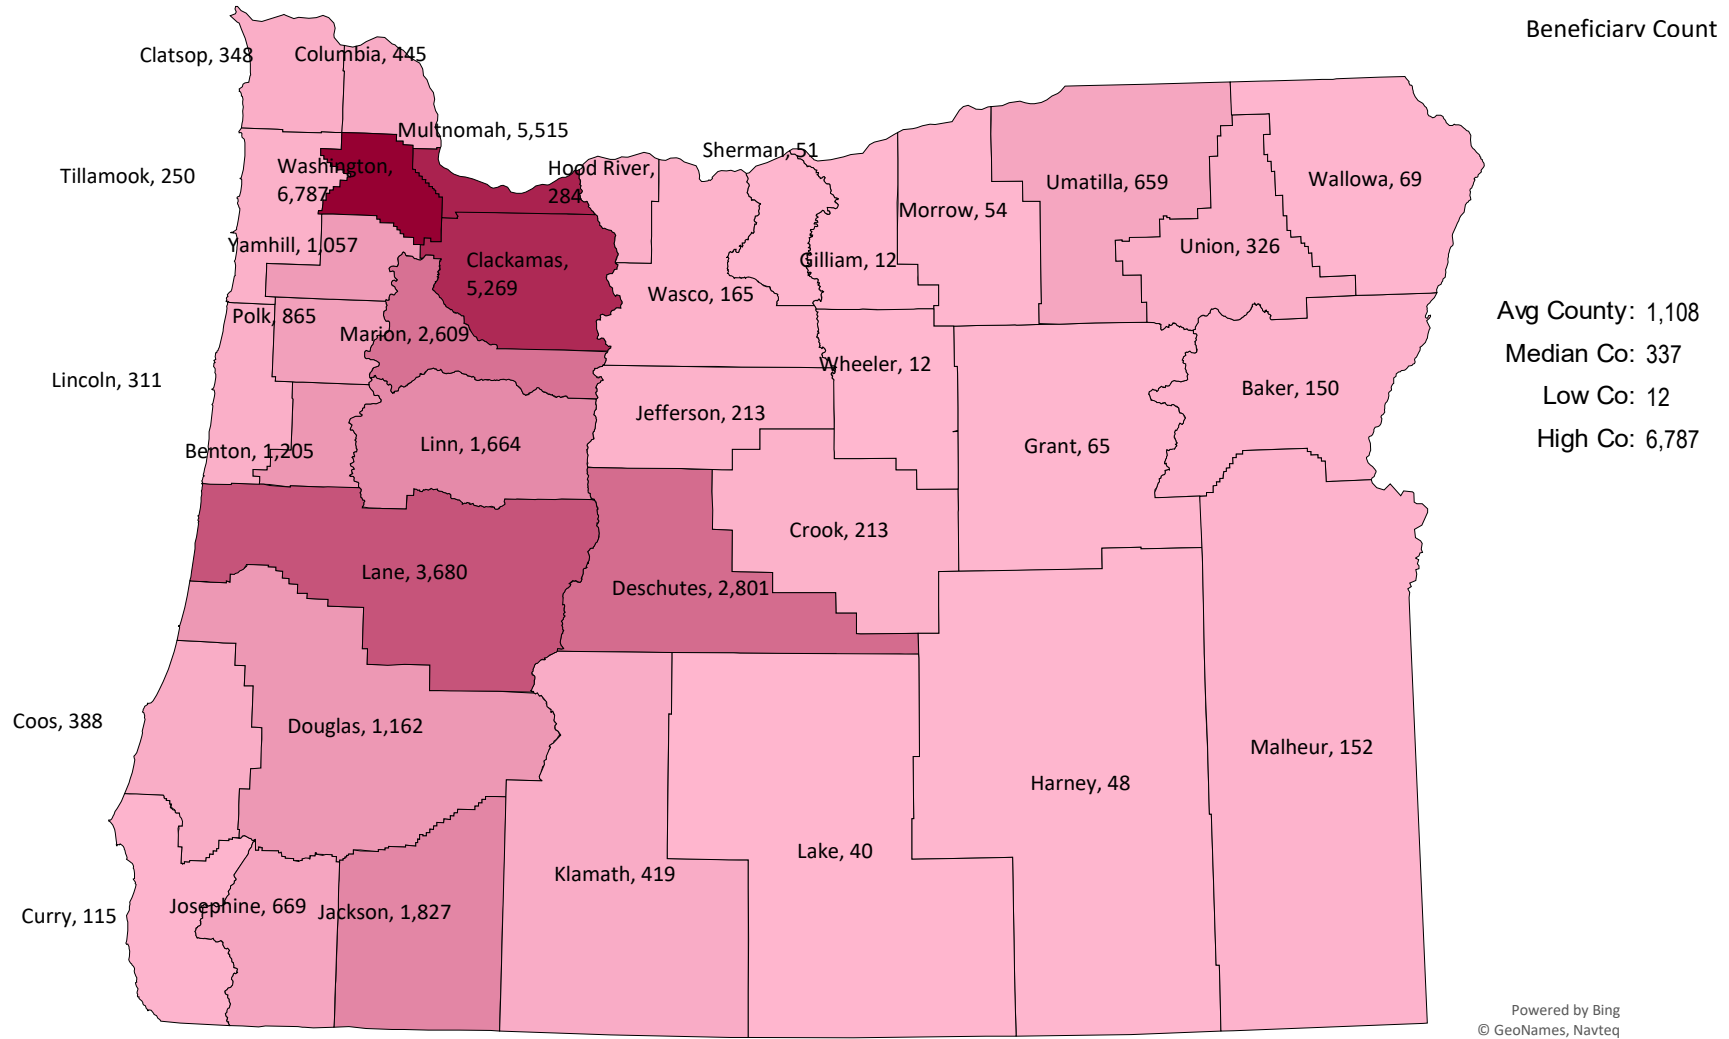 Beneficiary Count
Clatsop, 348
Columbia, 445
Multnomah, 5,515
Sherman, 51
Washington,
6,787
Hood River,
284
Tillamook, 250
Umatilla, 659
Wallowa, 69
Morrow, 54
Yamhill, 1,057
Union, 326
Clackamas,
5,269
Gilliam, 12
Wasco, 165
Polk, 865
Marion, 2,609
Avg County: 1,108
Median Co: 337
Low Co: 12
High Co: 6,787
Wheeler, 12
Lincoln, 311
Baker, 150
Jefferson, 213
Benton, 1,205
Linn, 1,664
Grant, 65
Crook, 213
Lane, 3,680
Deschutes, 2,801
Coos, 388
Douglas, 1,162
Malheur, 152
Harney, 48
Lake, 40
Klamath, 419
Curry, 115
Josephine, 669
Jackson, 1,827
Powered by Bing
© GeoNames, Navteq